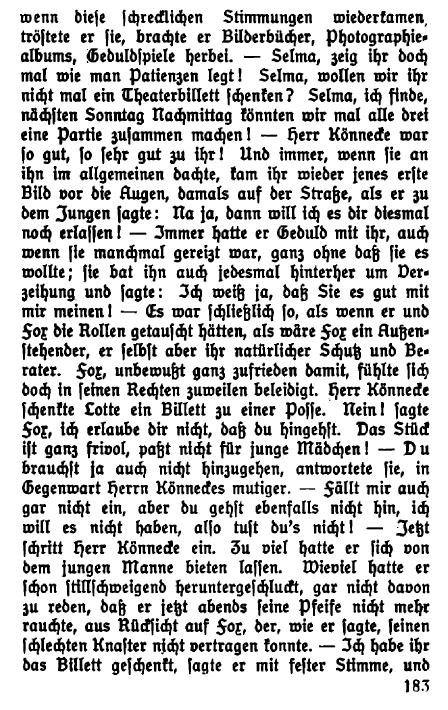 wenn diese schrecklichen Stimmungen wiederkamen,
tröstete er sie, brachte er Bilderbücher, Photographie-
albums, Geduldspiele herbei. — Selma, zeig ihr doch
mal wie man Patienzen legt! Selma, wollen wir ihr
nicht mal ein Theaterbillett schenken? Selma, ich finde,
nächsten Sonntag Nachmittag könnten wir mal alle drei
eine Partie zusammen machen! — Herr Könnecke war
so gut, so sehr gut zu ihr! Und immer, wenn sie an
ihn im allgemeinen dachte, kam ihr wieder jenes erste
Bild vor die Augen, damals auf der Straße, als er zu
dem Jungen sagte: Na ja, dann will ich es dir diesmal
noch erlassen! — Immer hatte er Geduld mit ihr, auch
wenn sie manchmal gereizt war, ganz ohne daß sie es
wollte; sie bat ihn auch jedesmal hinterher um Ver-
zeihung und sagte: Ich weiß ja, daß Sie es gut mit
mir meinen! — Es war schließlich so, als wenn er und
Fox die Rollen getauscht hätten, als wäre Fox ein Außen-
stehender, er selbst aber ihr natürlicher Schutz und Be-
rater. Fox, unbewußt ganz zufrieden damit, fühlte sich
doch in seinen Rechten zuweilen beleidigt. Herr Könnecke
schenkte Lotte ein Billett zu einer Posse. Nein! sagte
Fox, ich erlaube dir nicht, daß du hingehst. Das Stück
ist ganz frivol, paßt nicht für junge Mädchen! — Du
brauchst ja auch nicht hinzugehen, antwortete sie, in
Gegenwart Herrn Könneckes mutiger. — Fällt mir auch
gar nicht ein, aber du gehst ebenfalls nicht hin, ich
will es nicht haben, also tust du's nicht! — Jetzt
schritt Herr Könnecke ein. Zu viel hatte er sich von
dem jungen Manne bieten lassen. Wieviel hatte er
schon stillschweigend heruntergeschluckt, gar nicht davon
zu reden, daß er jetzt abends seine Pfeife nicht mehr
rauchte, aus Rücksicht auf Fox, der, wie er sagte, seinen
schlechten Knaster nicht vertragen konnte. — Ich habe ihr
das Billett geschenkt, sagte er mit fester Stimme, und
183